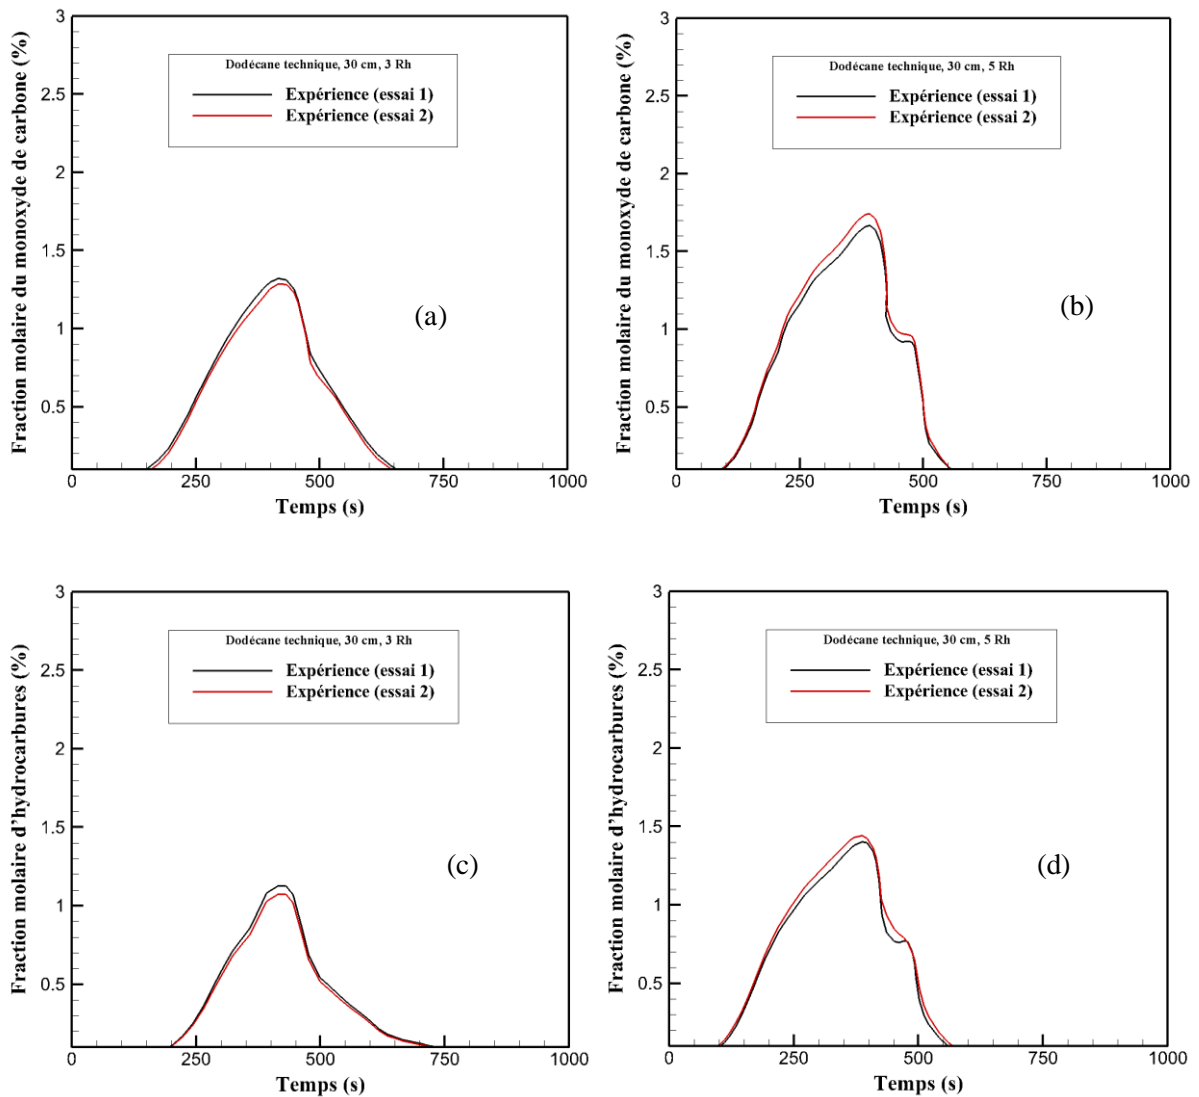 Fraction molaire du monoxyde de carbone (%)
3
2.5
2
1.5
1
0.5
0
250
500
750
1000
Temps (s)
Dodécane technique, 30 cm, 3 Rh
Expérience (essai 1)
Expérience (essai 2)
(a)
Fraction molaire du monoxyde de carbone (%)
3
2.5
2
1.5
1
0.5
0
250
500
750
1000
Temps (s)
Dodécane technique, 30 cm, 5 Rh
Expérience (essai 1)
Expérience (essai 2)
(b)
Fraction molaire d'hydrocarbures (%)
3
2.5
2
1.5
1
0.5
0
250
500
750
1000
Temps (s)
Dodécane technique, 30 cm, 3 Rh
Expérience (essai 1)
Expérience (essai 2)
(c)
Fraction molaire d'hydrocarbures (%)
3
2.5
2
1.5
1
0.5
0
250
500
750
1000
Temps (s)
Dodécane technique, 30 cm, 5 Rh
Expérience (essai 1)
Expérience (essai 2)
(d)